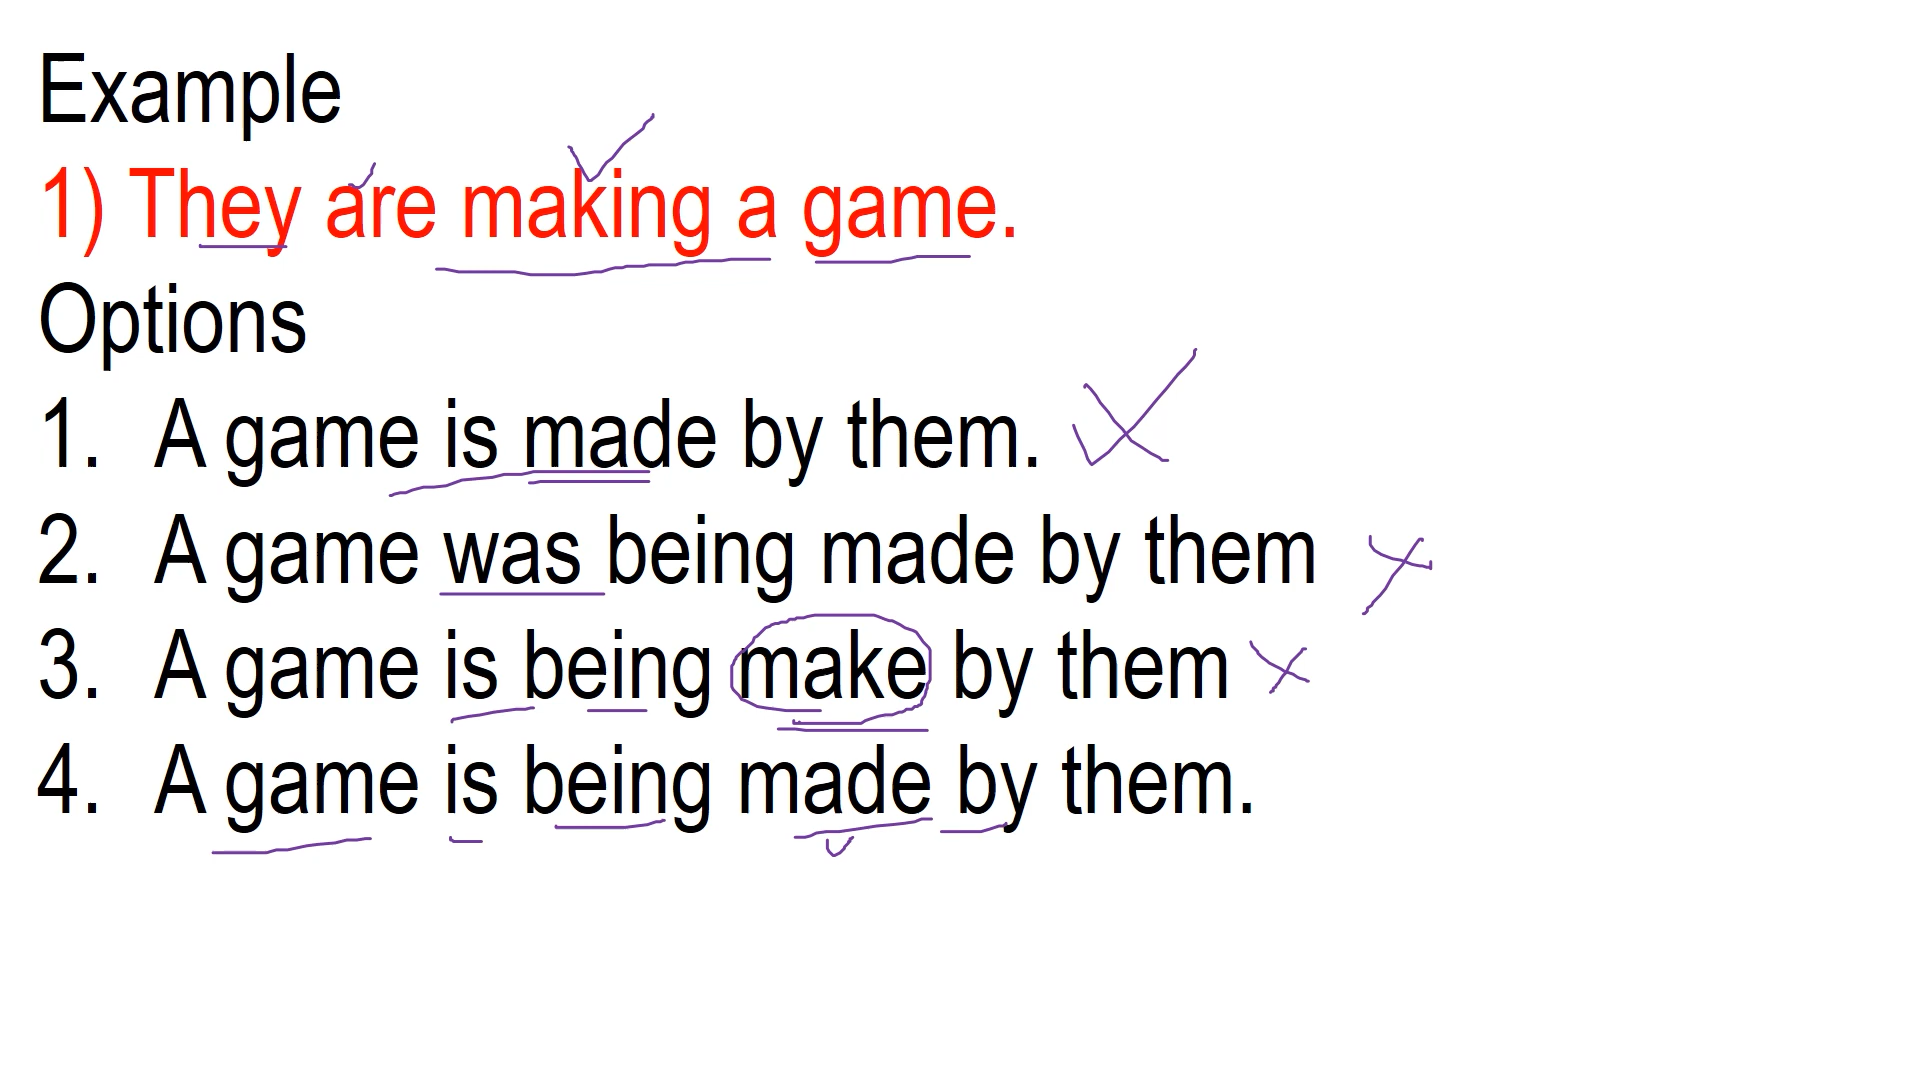 Example
1) They are making a game.
Options
1. A game is made by them.
2. A game was being made by them
3. A game is being make by them
4. A game is being made by them.